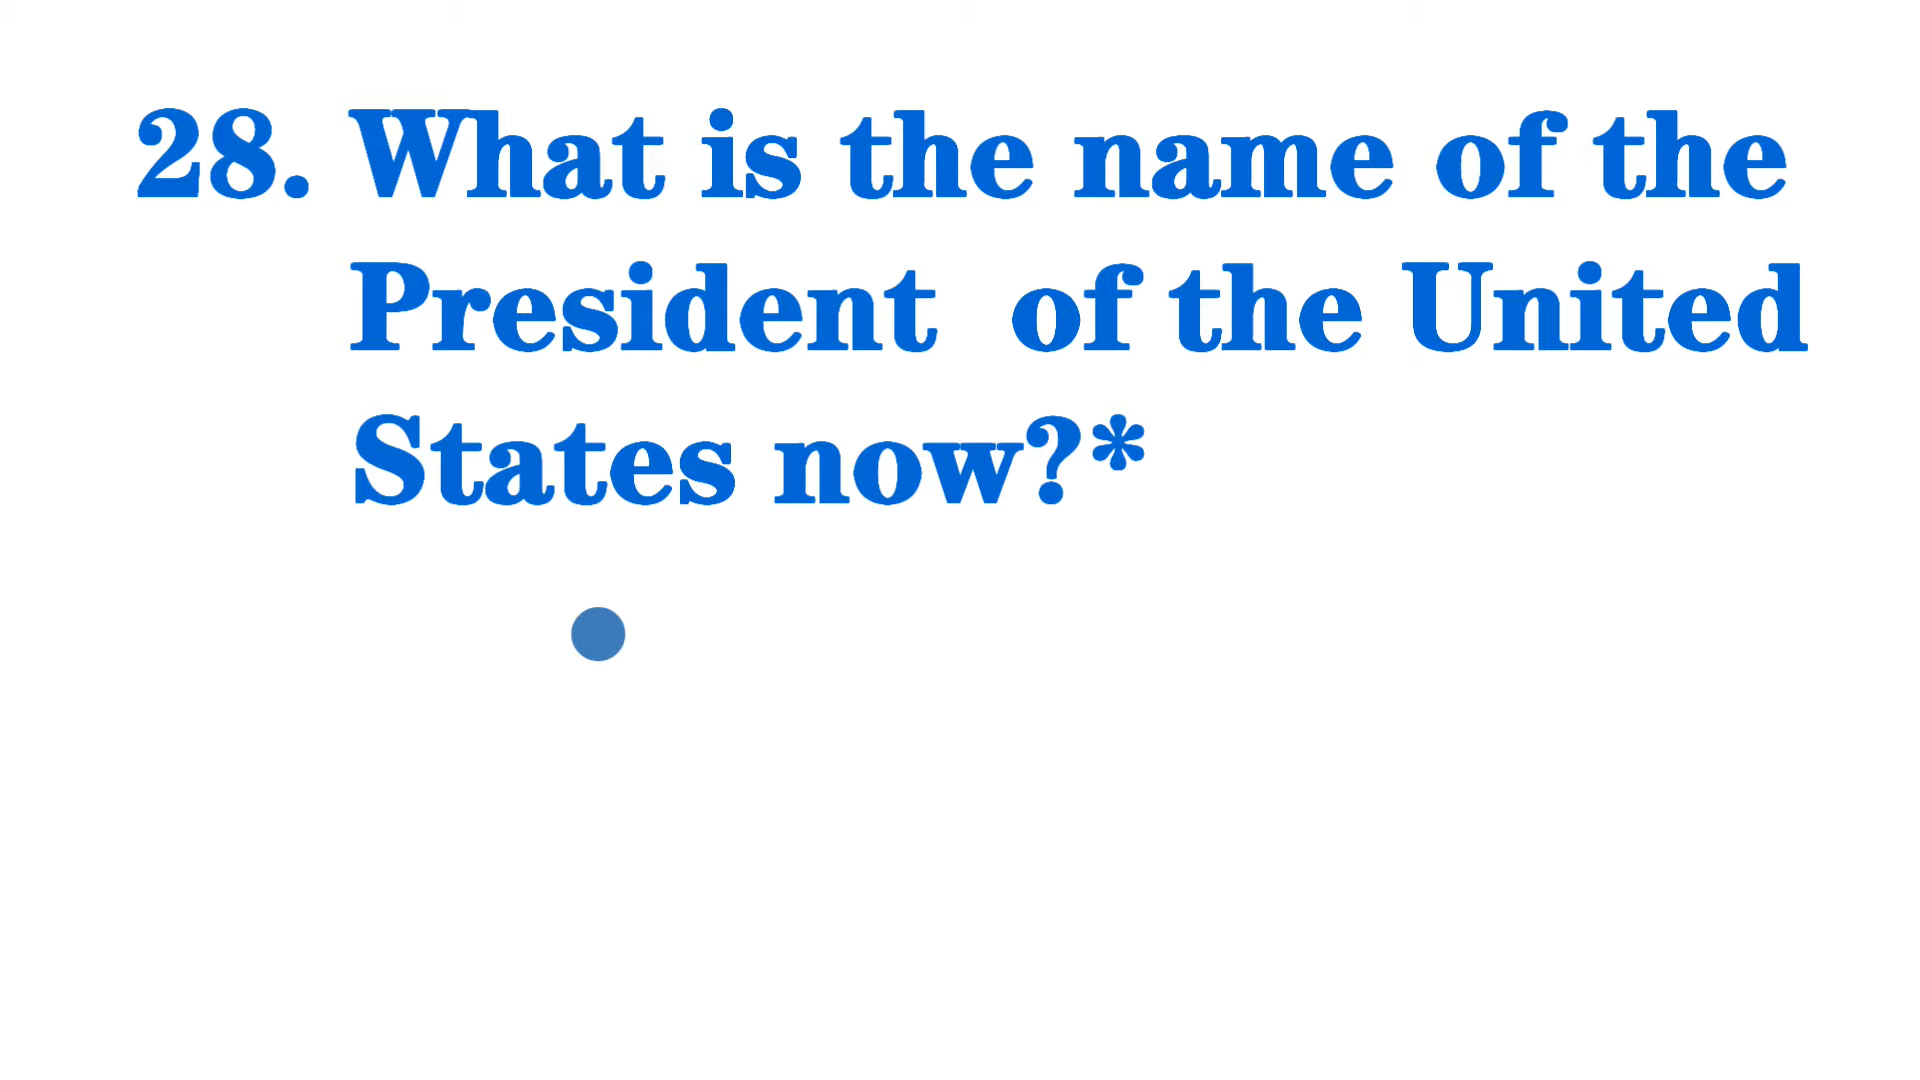 28. What is the name of the
President of the United
States now?*